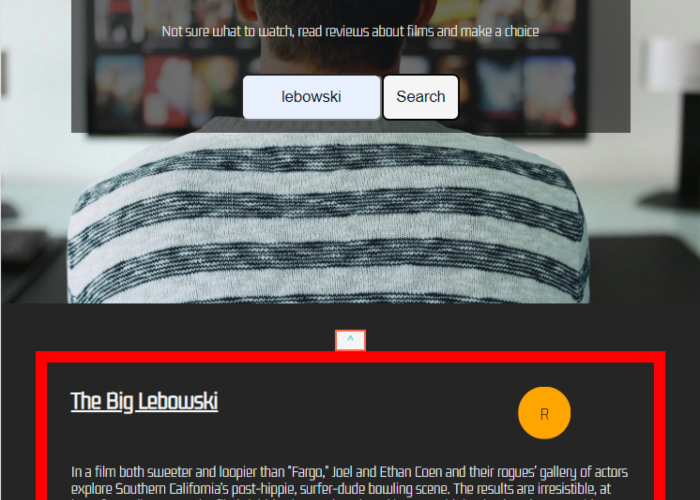 Not sure what to watch, read reviews about films and make a choice
lebowski
Search
^
The Big Lebowski
R
In a film both sweeter and loopier than "Fargo," Joel and Ethan Coen and their rogues' gallery of actors
explore Southern California's post-hippie, surfer-dude bowling scene. The results are irresistible, at